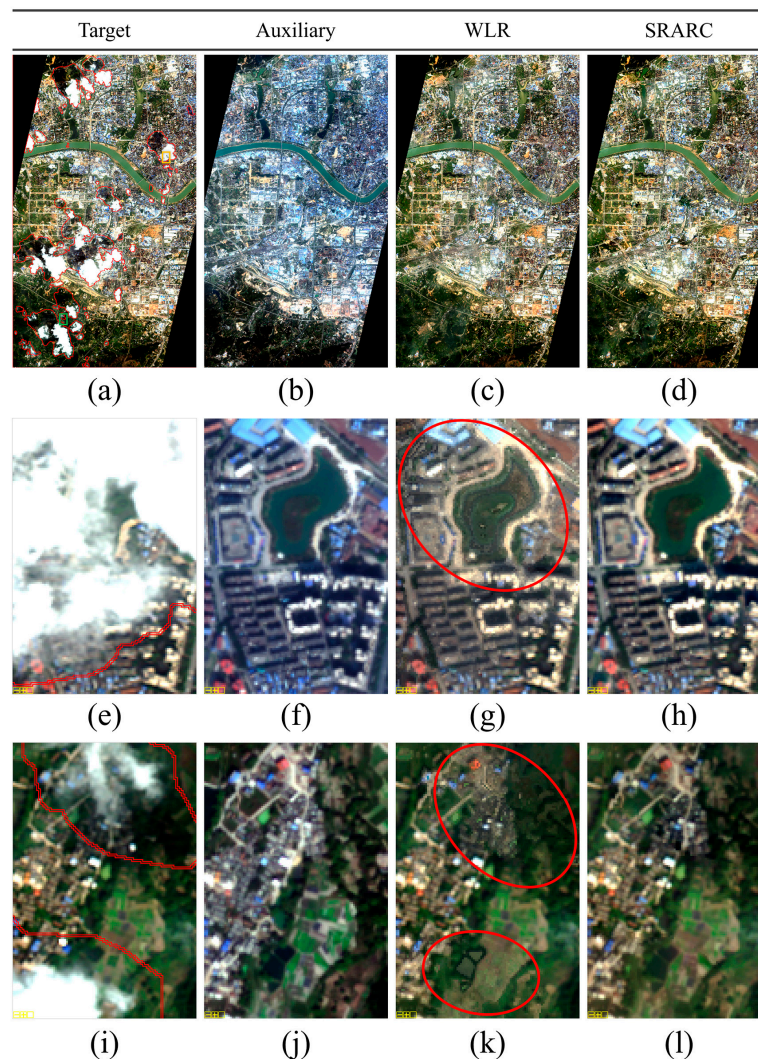 Target Auxiliary WLR SRARC
(a) (b) (c) (d)
(e) (f) (g) (h)
(i) (j) (k) (l)